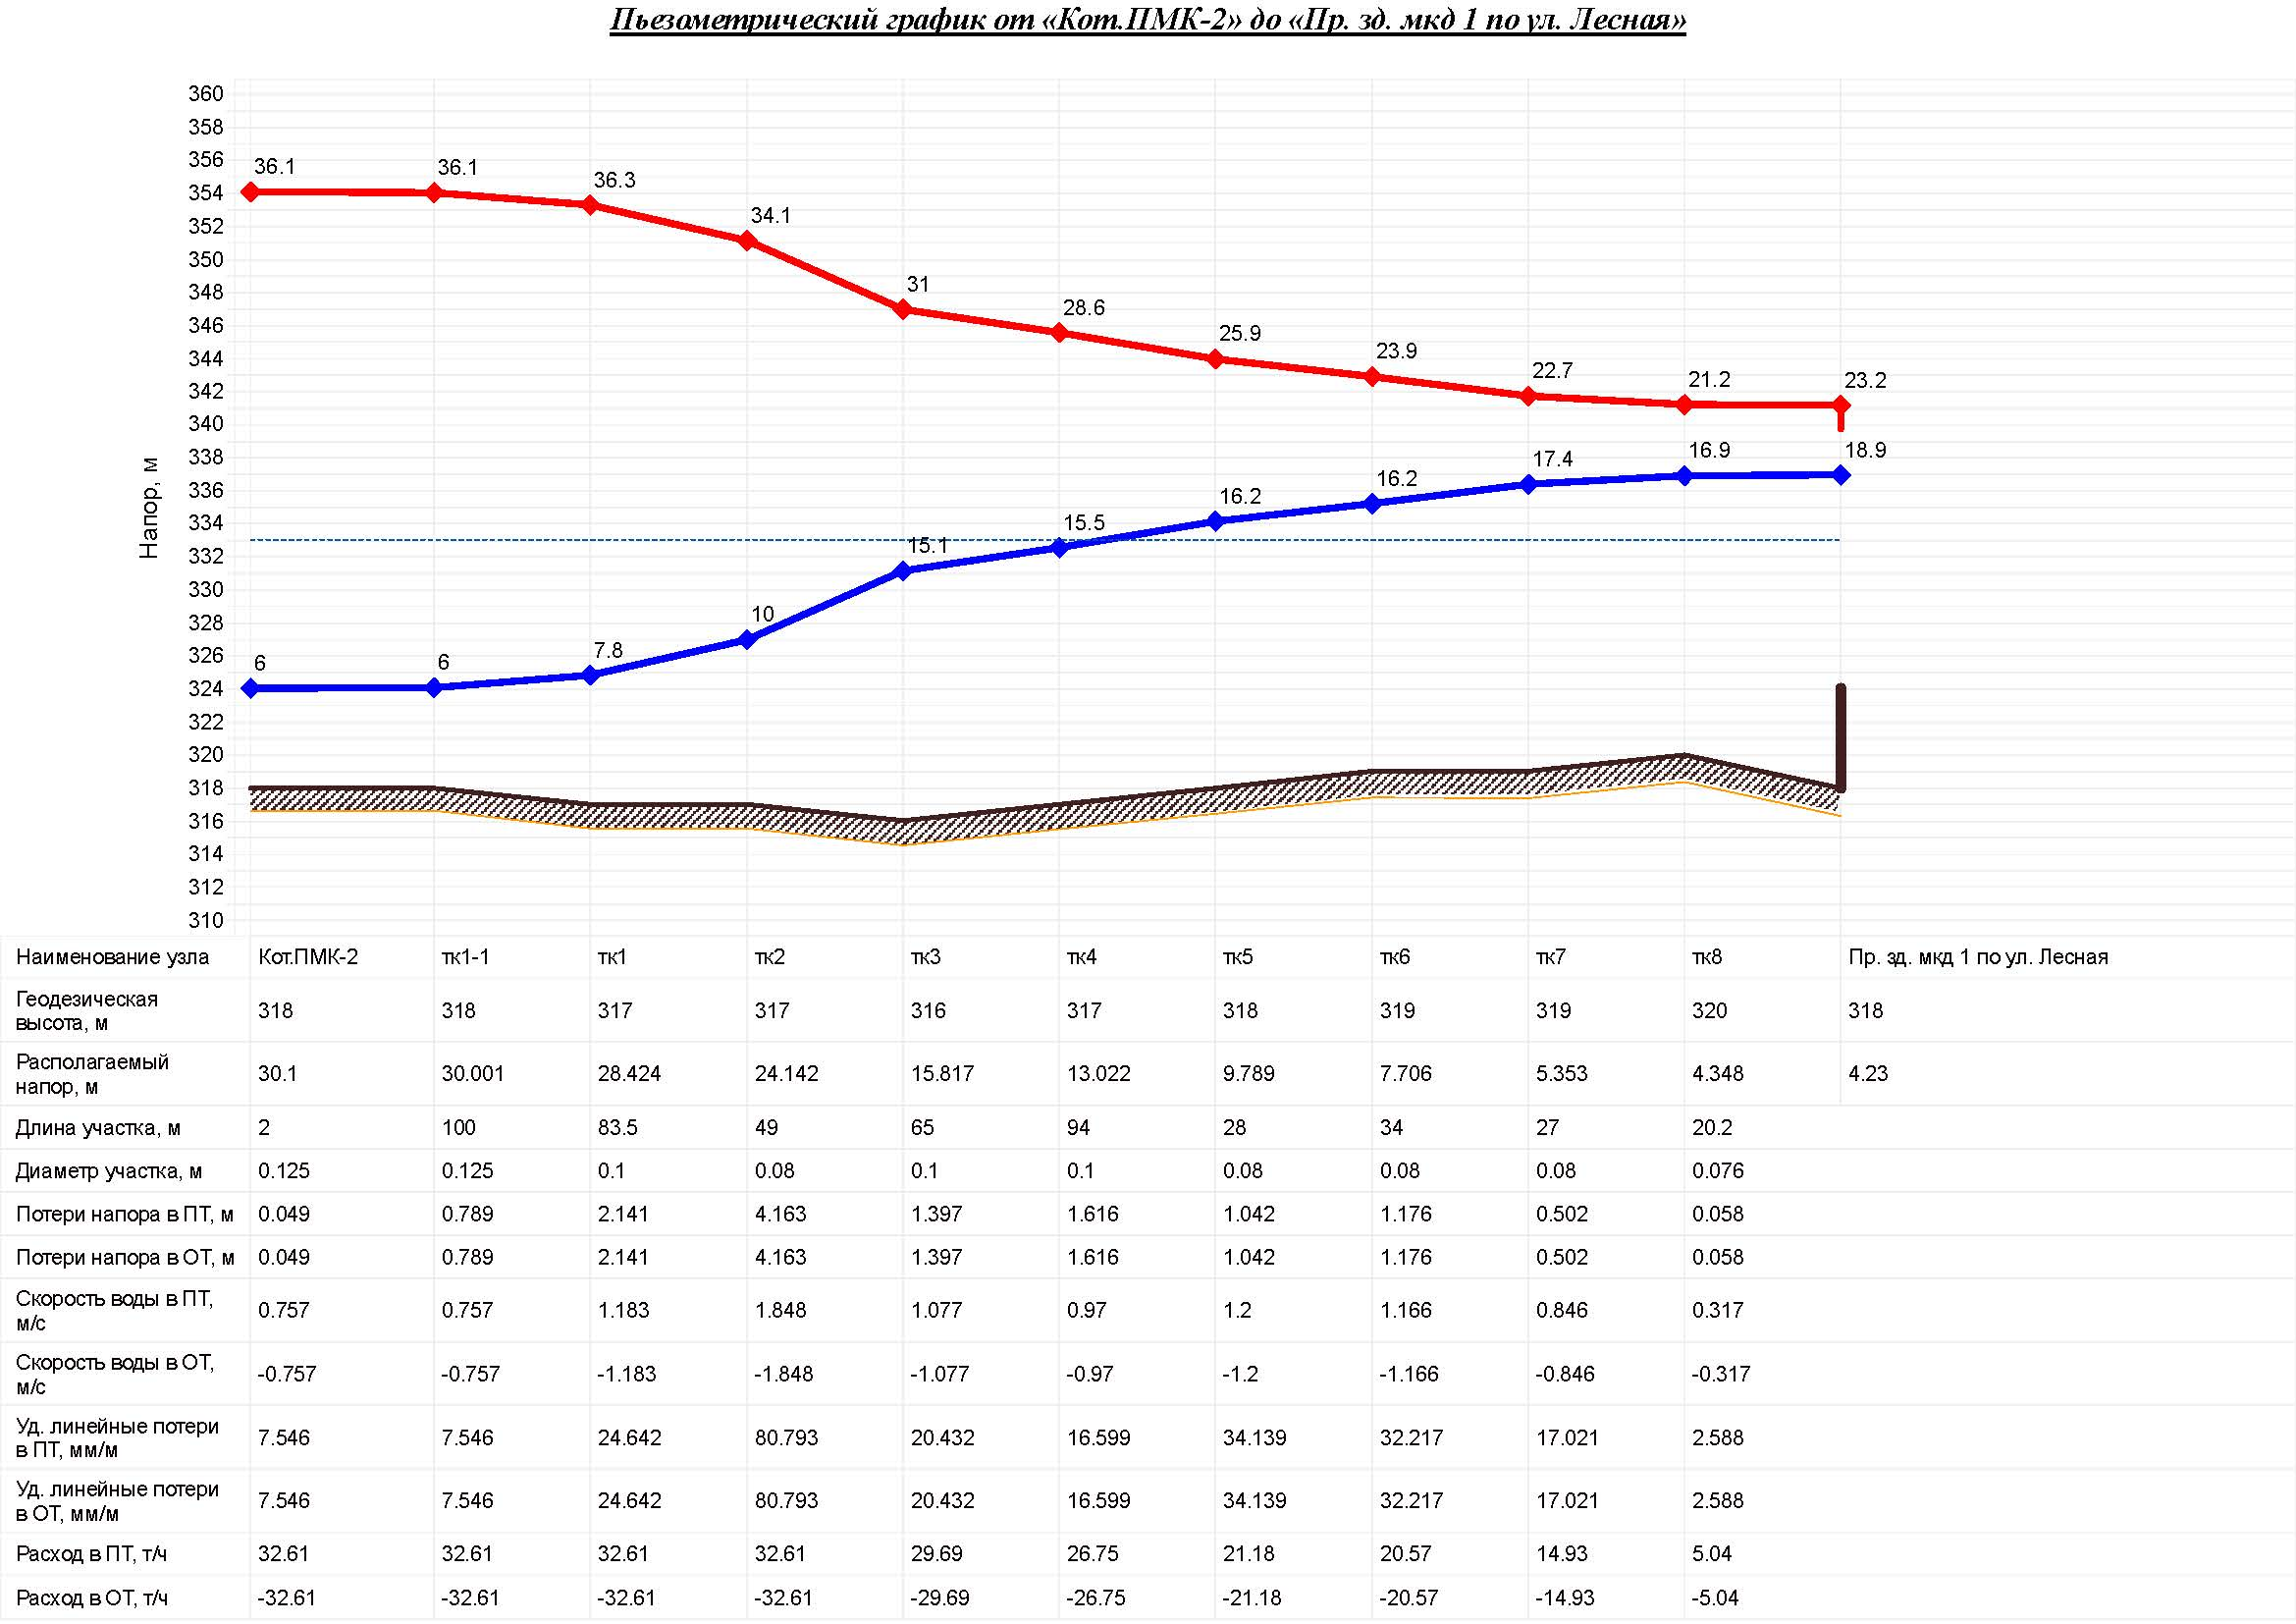 Пьезометрический график от «Кот.ПМК-2» до «Пр. зд. мкд 1 по ул. Лесная»
Напор, м
360
358
356
354
352
350
348
346
344
342
340
338
336
334
332
330
328
326
324
322
320
318
316
314
312
310
36.1 36.1 36.3 34.1 31 28.6 25.9 23.9 22.7 21.2 23.2
6 6 7.8 10 15.1 15.5 16.2 16.2 17.4 16.9 18.9
Наименование узла Кот.ПМК-2 тк1-1 тк1 тк2 тк3 тк4 тк5 тк6 тк7 тк8 Пр. зд. мкд 1 по ул. Лесная
Геодезическая
высота, м 318 318 317 317 316 317 318 319 319 320 318
Располагаемый
напор, м 30.1 30.001 28.424 24.142 15.817 13.022 9.789 7.706 5.353 4.348 4.23
Длина участка, м 2 100 83.5 49 65 94 28 34 27 20.2
Диаметр участка, м 0.125 0.125 0.1 0.08 0.1 0.1 0.08 0.08 0.08 0.076
Потери напора в ПТ, м 0.049 0.789 2.141 4.163 1.397 1.616 1.042 1.176 0.502 0.058
Потери напора в ОТ, м 0.049 0.789 2.141 4.163 1.397 1.616 1.042 1.176 0.502 0.058
Скорость воды в ПТ,
м/с 0.757 0.757 1.183 1.848 1.077 0.97 1.2 1.166 0.846 0.317
Скорость воды в ОТ,
м/с -0.757 -0.757 -1.183 -1.848 -1.077 -0.97 -1.2 -1.166 -0.846 -0.317
Уд. линейные потери
в ПТ, мм/м 7.546 7.546 24.642 80.793 20.432 16.599 34.139 32.217 17.021 2.588
Уд. линейные потери
в ОТ, мм/м 7.546 7.546 24.642 80.793 20.432 16.599 34.139 32.217 17.021 2.588
Расход в ПТ, т/ч 32.61 32.61 32.61 32.61 29.69 26.75 21.18 20.57 14.93 5.04
Расход в ОТ, т/ч -32.61 -32.61 -32.61 -32.61 -29.69 -26.75 -21.18 -20.57 -14.93 -5.04